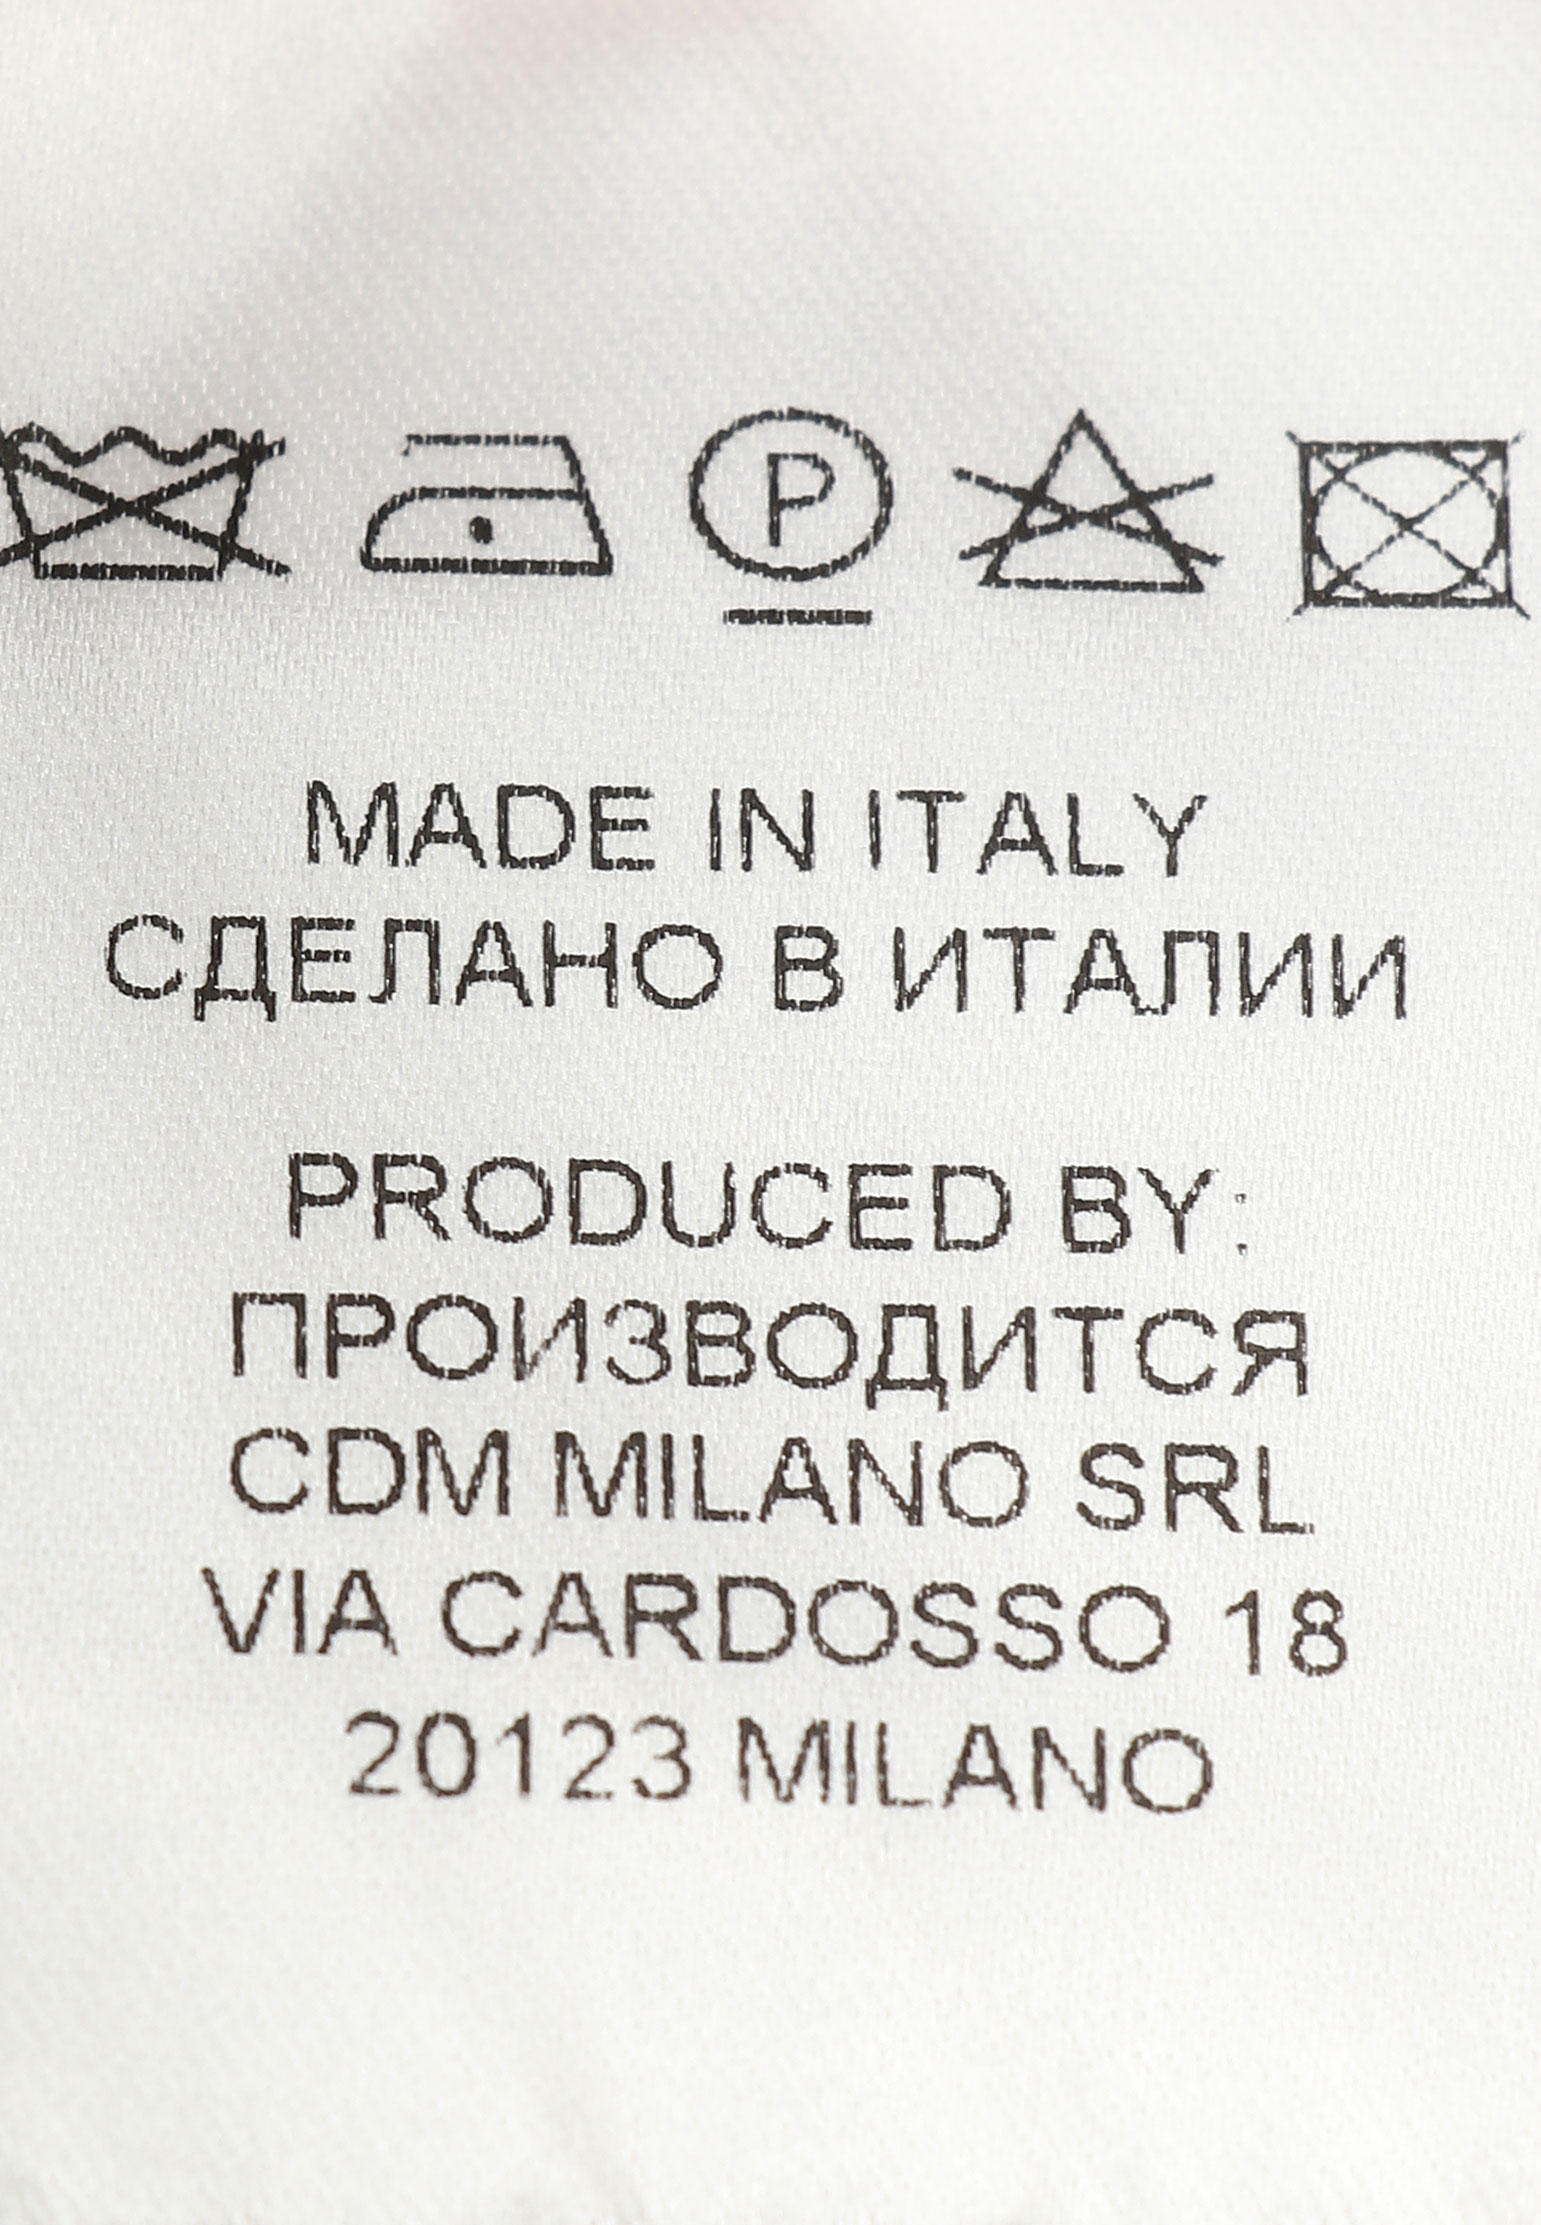 P
MADE IN ITALY
СДЕЛАНО В ИТАЛИИ
PRODUCED BY:
ПРОИЗВОДИТСЯ
CDM MILANO SRL
VIA CARDOSSO 18
20123 MILANO